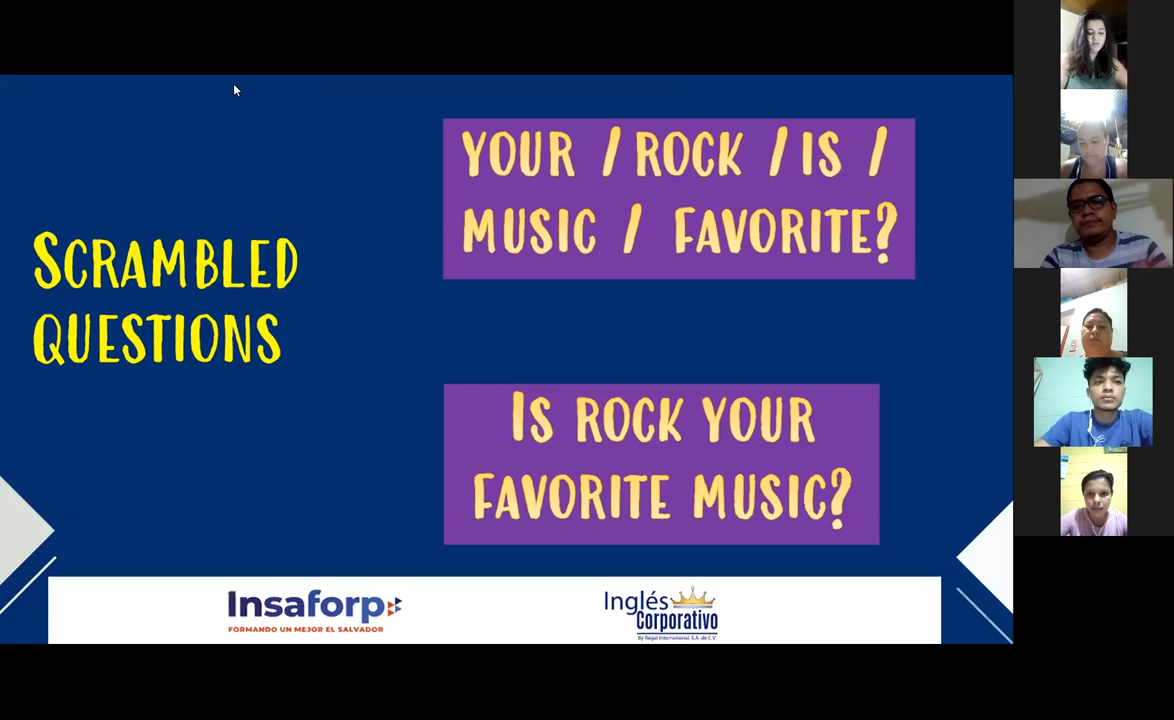 SCRAMBLED
QUESTIONS
YOUR / ROCK / IS /
MUSIC / FAVORITE?
IS ROCK YOUR
FAVORITE MUSIC?
Insaforp
FORMANDO UN MEJOR EL SALVADOR
Inglés
Corporativo
By Regal International, S.A. de C.V.